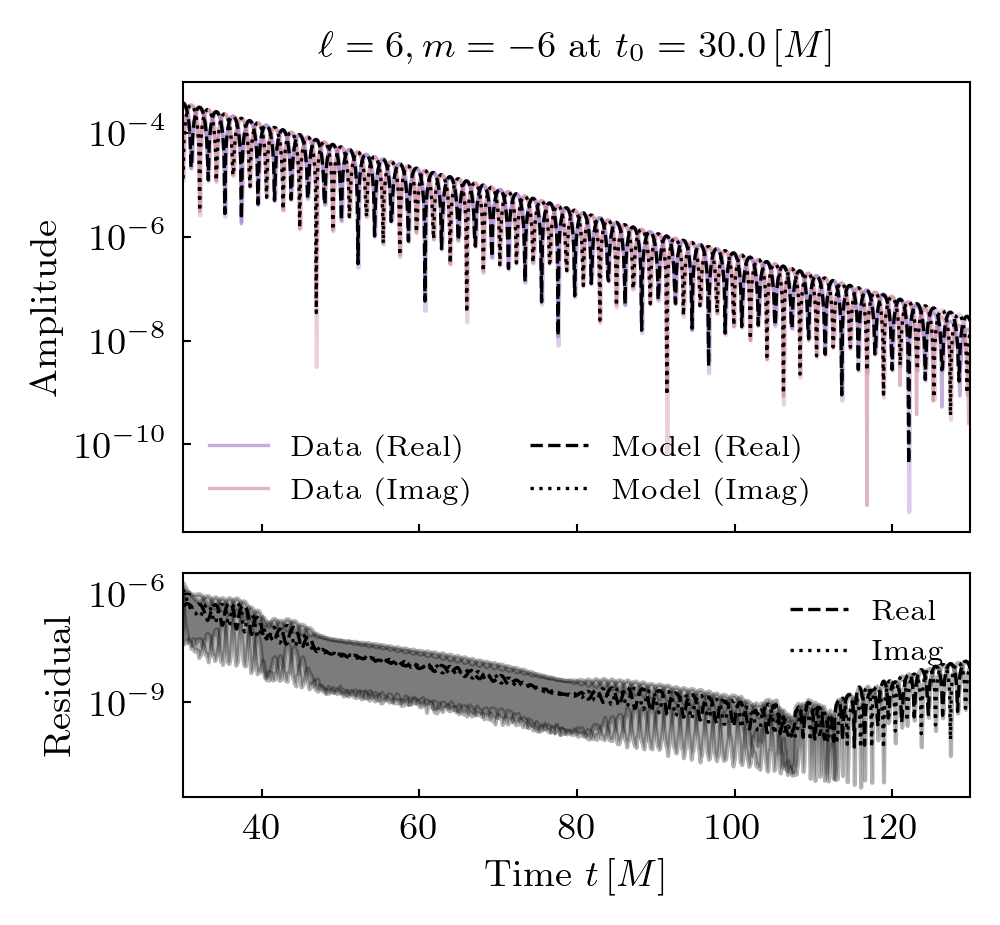 ℓ = 6, m = −6 at t₀ = 30.0 [M]
Amplitude
10⁻⁴
10⁻⁶
10⁻⁸
10⁻¹⁰
Data (Real)
Data (Imag)
Model (Real)
Model (Imag)
Residual
10⁻⁶
10⁻⁹
Real
Imag
40 60 80 100 120
Time t [M]